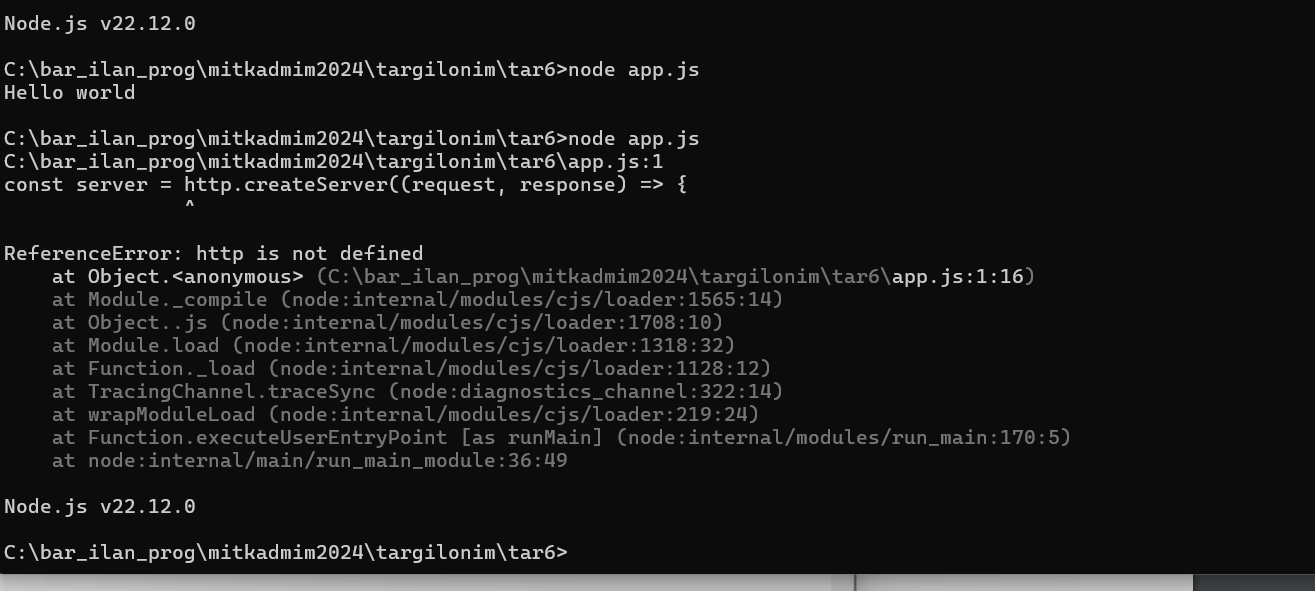 Node.js v22.12.0
C:\bar_ilan_prog\mitkadmim2024\targilonim\tar6>node app.js
Hello world
C:\bar_ilan_prog\mitkadmim2024\targilonim\tar6>node app.js
C:\bar_ilan_prog\mitkadmim2024\targilonim\tar6\app.js:1
const server = http.createServer((request, response) => {
               ^
ReferenceError: http is not defined
    at Object.<anonymous> (C:\bar_ilan_prog\mitkadmim2024\targilonim\tar6\app.js:1:16)
    at Module._compile (node:internal/modules/cjs/loader:1565:14)
    at Object..js (node:internal/modules/cjs/loader:1708:10)
    at Module.load (node:internal/modules/cjs/loader:1318:32)
    at Function._load (node:internal/modules/cjs/loader:1128:12)
    at TracingChannel.traceSync (node:diagnostics_channel:322:14)
    at wrapModuleLoad (node:internal/modules/cjs/loader:219:24)
    at Function.executeUserEntryPoint [as runMain] (node:internal/modules/run_main:170:5)
    at node:internal/main/run_main_module:36:49
Node.js v22.12.0
C:\bar_ilan_prog\mitkadmim2024\targilonim\tar6>